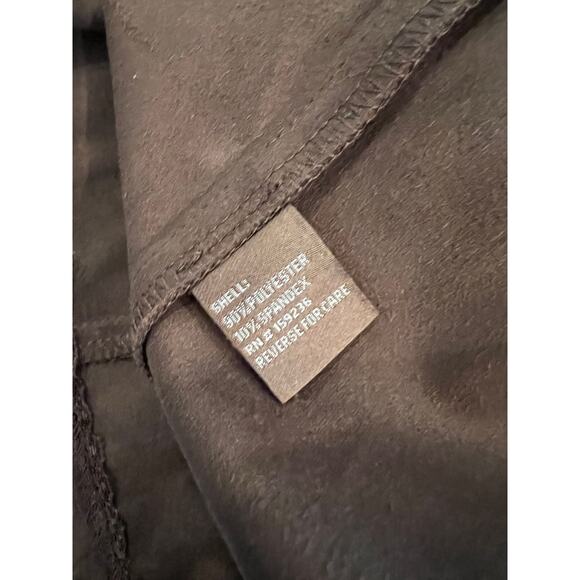 SHELL:
90%POLYESTER
10%SPANDEX
RN # 159236
REVERSE FOR CARE